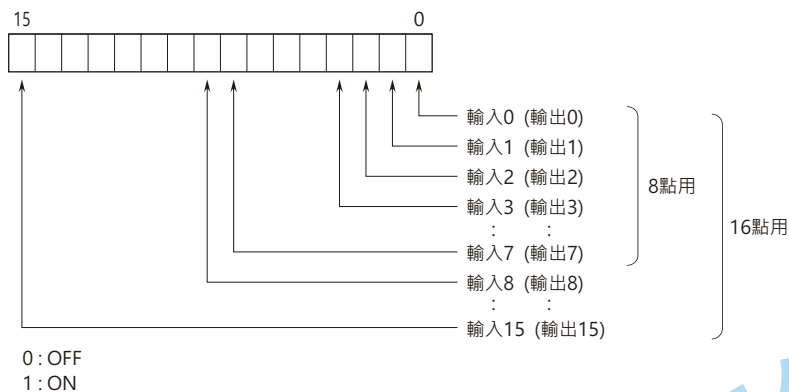 15 0
輸入0 (輸出0)
輸入1 (輸出1)
輸入2 (輸出2)
8點用
輸入3 (輸出3)
: :
16點用
輸入7 (輸出7)
輸入8 (輸出8)
: :
輸入15 (輸出15)
0 : OFF
1 : ON